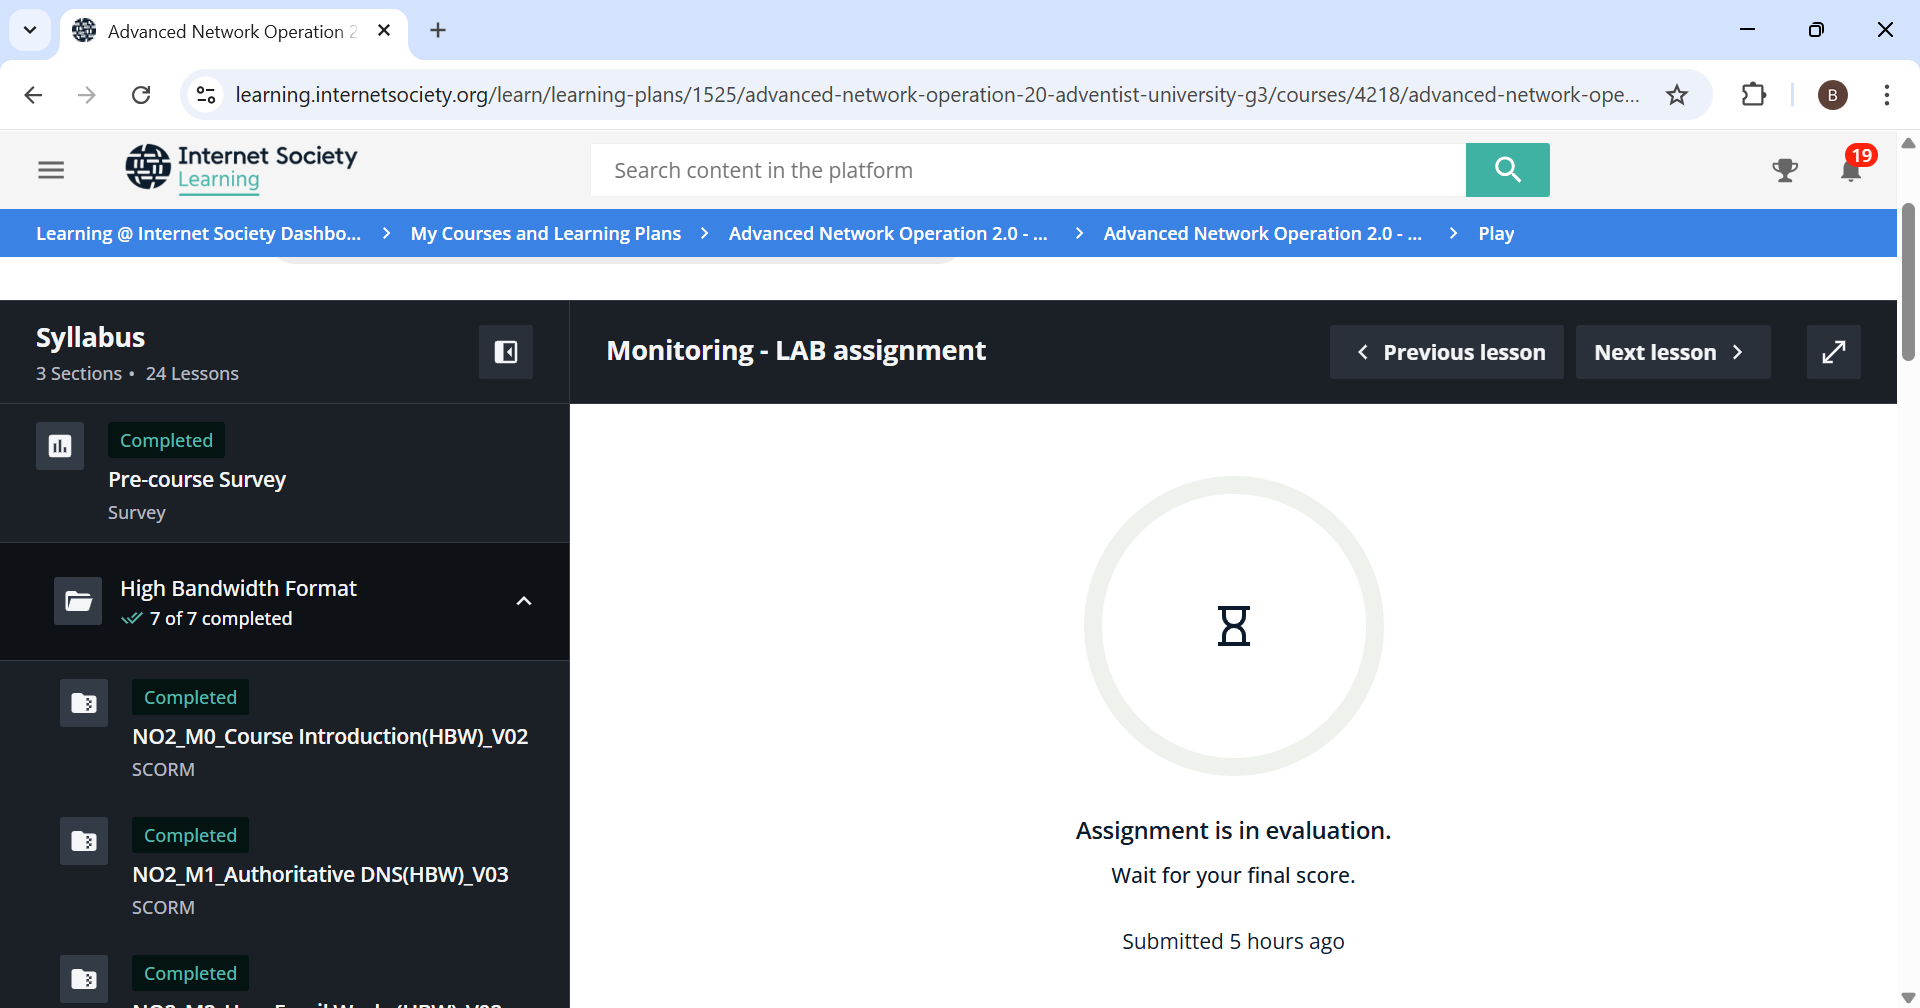 Advanced Network Operation 2
learning.internetsociety.org/learn/learning-plans/1525/advanced-network-operation-20-adventist-university-g3/courses/4218/advanced-network-ope...
B
Internet Society
Learning
Search content in the platform
19
Learning @ Internet Society Dashbo... > My Courses and Learning Plans > Advanced Network Operation 2.0 - ... > Advanced Network Operation 2.0 - ... > Play
Syllabus
3 Sections • 24 Lessons
Monitoring - LAB assignment
Previous lesson
Next lesson
Completed
Pre-course Survey
Survey
High Bandwidth Format
7 of 7 completed
Completed
NO2_M0_Course Introduction(HBW)_V02
SCORM
Completed
NO2_M1_Authoritative DNS(HBW)_V03
SCORM
Completed
Assignment is in evaluation.
Wait for your final score.
Submitted 5 hours ago